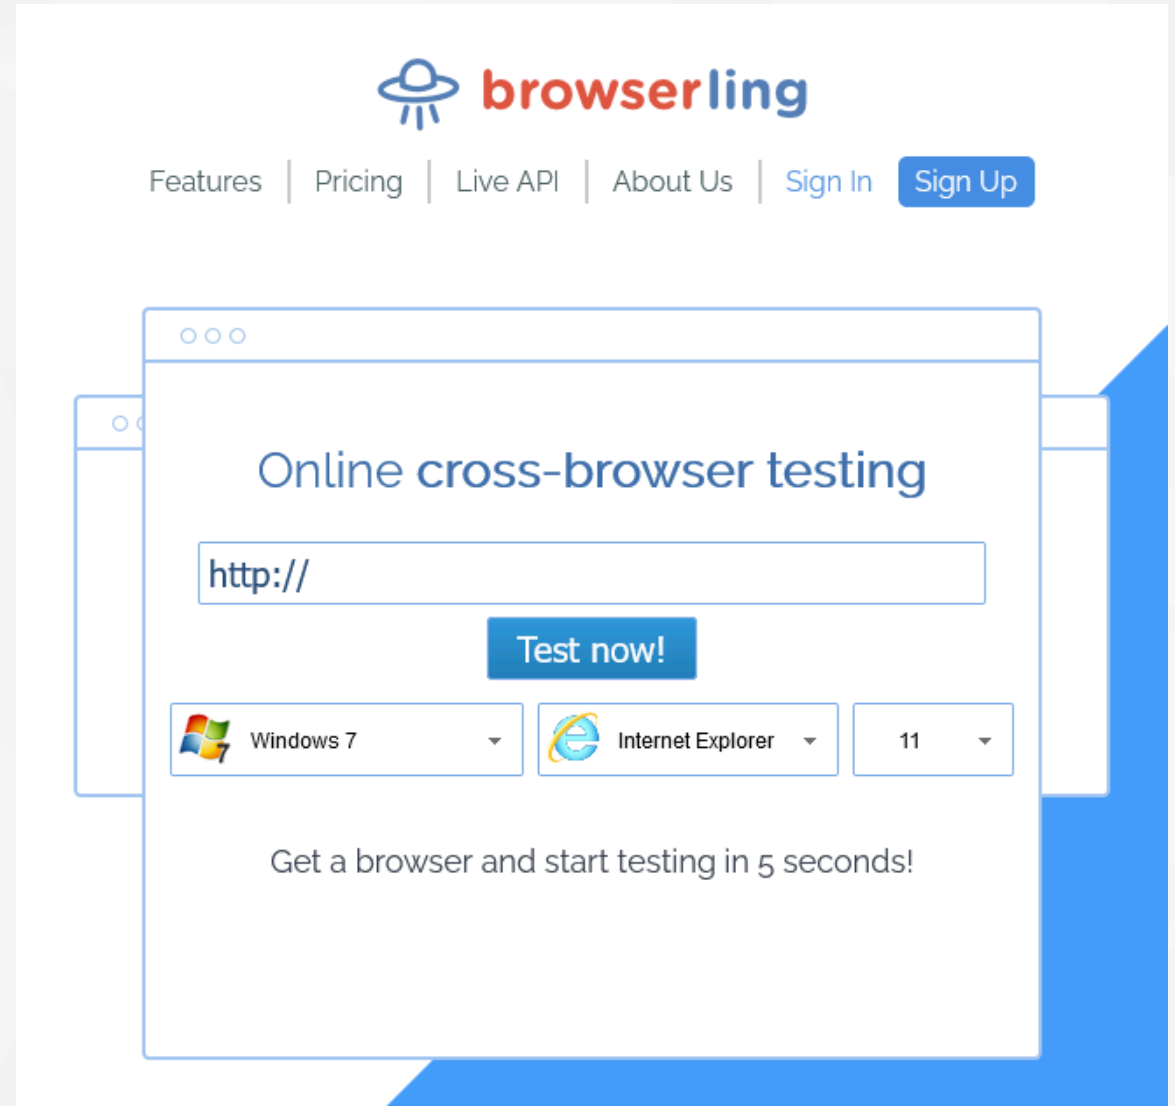 browserling
Features Pricing Live API About Us Sign In Sign Up
Online cross-browser testing
http://
Test now!
7 Windows 7 Internet Explorer 11
Get a browser and start testing in 5 seconds!